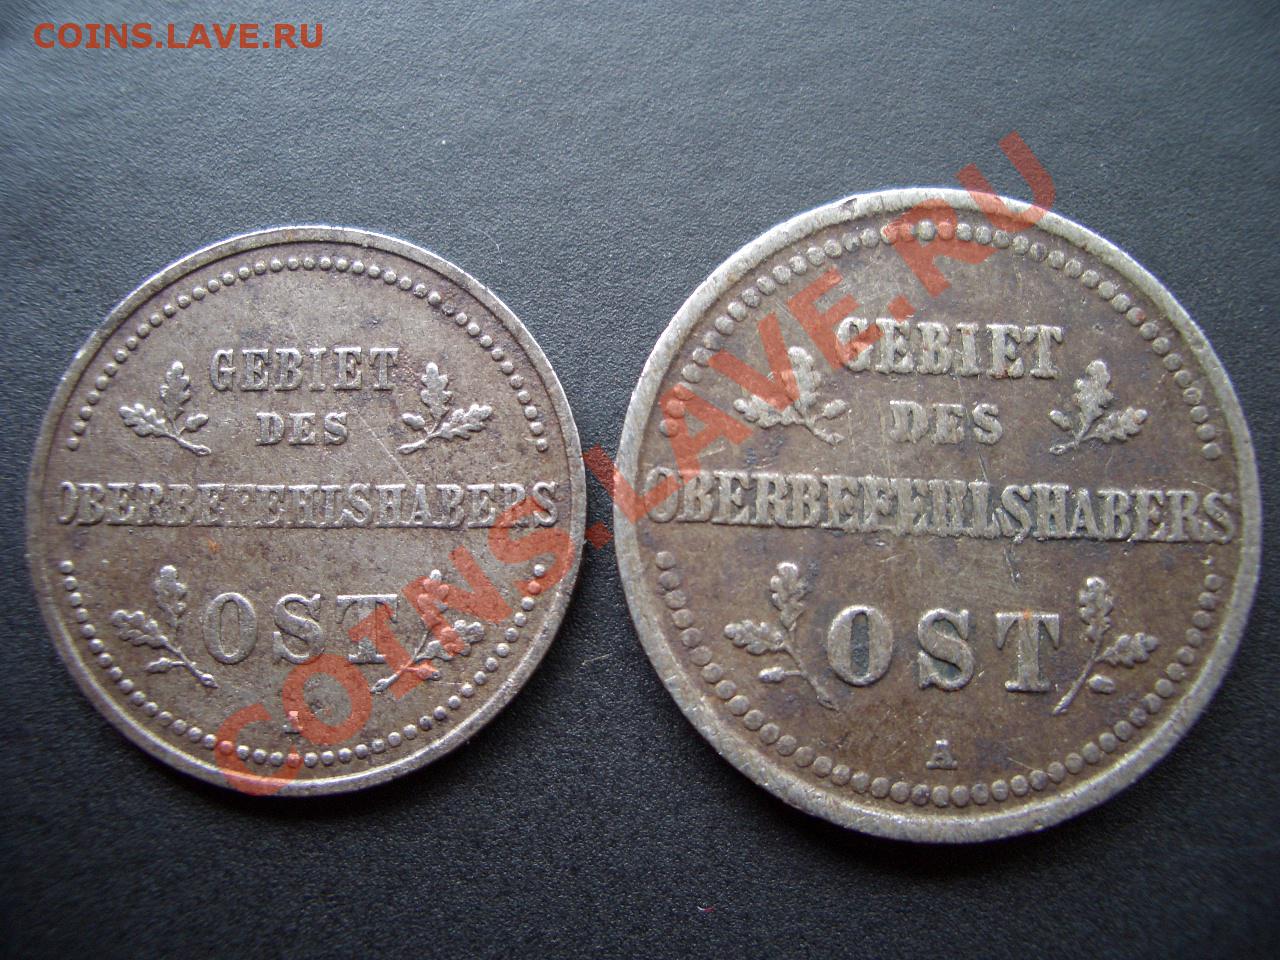 COINS.LAVE.RU
GEBIET
DES
OBERBEFEHLSHABERS
OST
GEBIET
DES
OBERBEFEHLSHABERS
OST
A
COINS.LAVE.RU